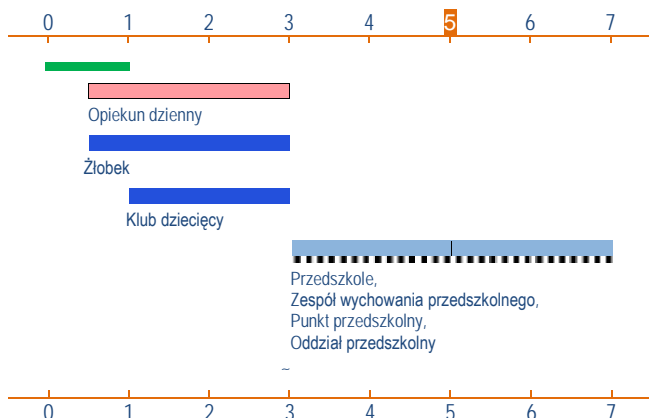 0 1 2 3 4 5 6 7
Opiekun dzienny
Żłobek
Klub dziecięcy
Przedszkole,
Zespół wychowania przedszkolnego,
Punkt przedszkolny,
Oddział przedszkolny
~
0 1 2 3 4 5 6 7